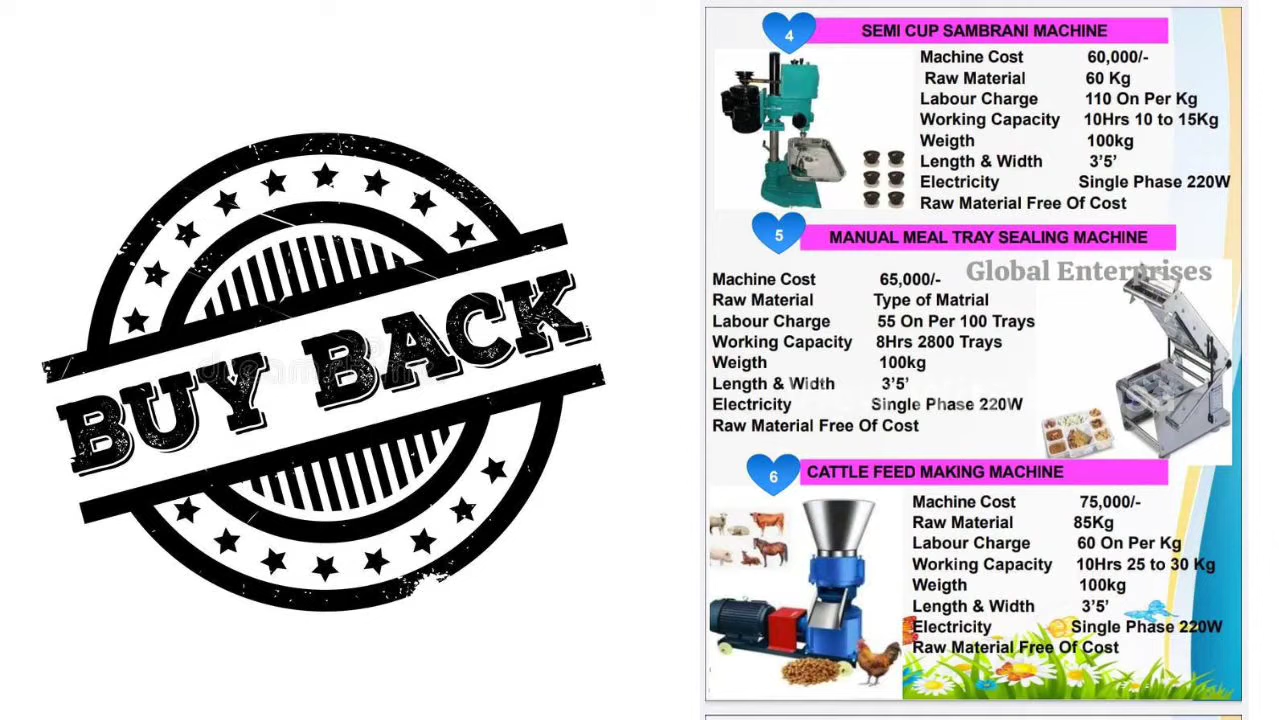 BUY BACK
4
SEMI CUP SAMBRANI MACHINE
Machine Cost 60,000/-
Raw Material 60 Kg
Labour Charge 110 On Per Kg
Working Capacity 10Hrs 10 to 15Kg
Weigth 100kg
Length & Width 3’5’
Electricity Single Phase 220W
Raw Material Free Of Cost
5
MANUAL MEAL TRAY SEALING MACHINE
Global Enterprises
Machine Cost 65,000/-
Raw Material Type of Matrial
Labour Charge 55 On Per 100 Trays
Working Capacity 8Hrs 2800 Trays
Weigth 100kg
Length & Width 3’5’
Electricity Single Phase 220W
Raw Material Free Of Cost
6
CATTLE FEED MAKING MACHINE
Machine Cost 75,000/-
Raw Material 85Kg
Labour Charge 60 On Per Kg
Working Capacity 10Hrs 25 to 30 Kg
Weigth 100kg
Length & Width 3’5’
Electricity Single Phase 220W
Raw Material Free Of Cost